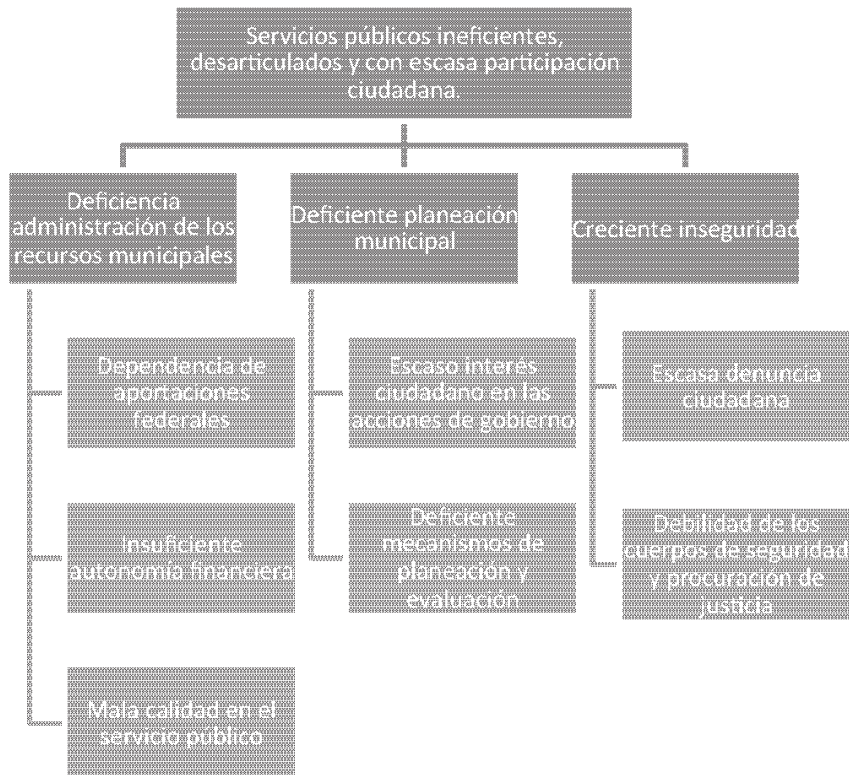 Servicios públicos ineficientes,
desarticulados y con escasa participación
ciudadana.
Deficiencia
administración de los
recursos municipales
Deficiente planeación
municipal
Creciente inseguridad
Dependencia de
aportaciones
federales
Escaso interés
ciudadano en las
acciones de gobierno
Escasa denuncia
ciudadana
Insuficiente
autonomía financiera
Deficiente
mecanismos de
planeación y
evaluación
Debilidad de los
cuerpos de seguridad
y procuración de
justicia
Mala calidad en el
servicio público